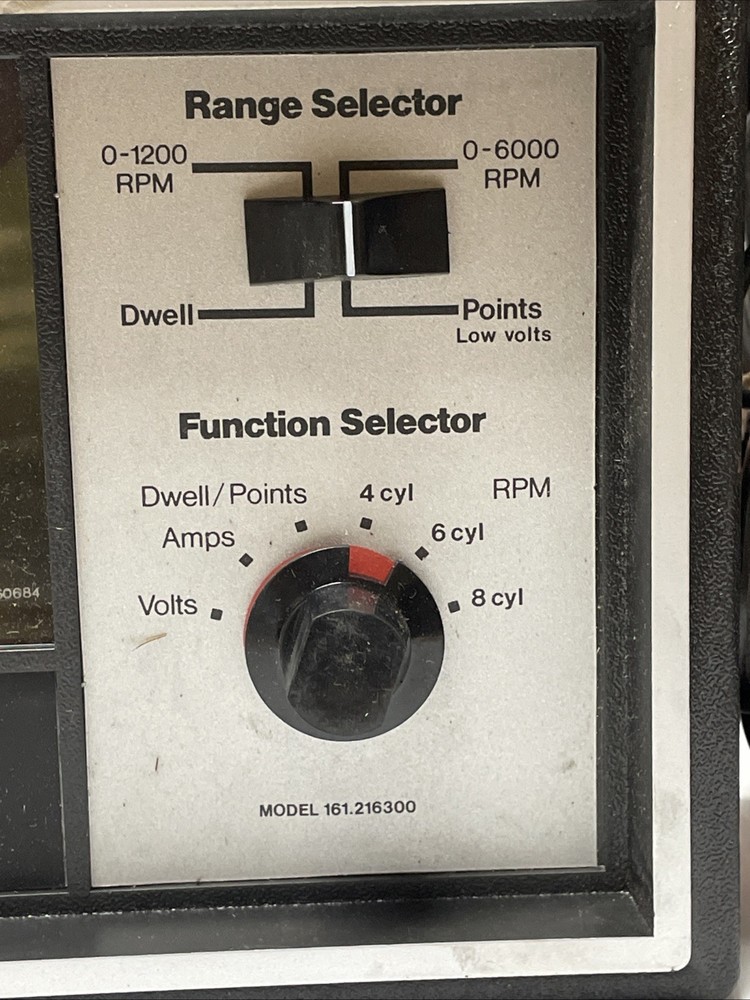 Range Selector
0-1200
RPM
0-6000
RPM
Dwell
Points
Low volts
Function Selector
Dwell/Points
4 cyl
RPM
Amps
6 cyl
Volts
8 cyl
0684
MODEL 161.216300